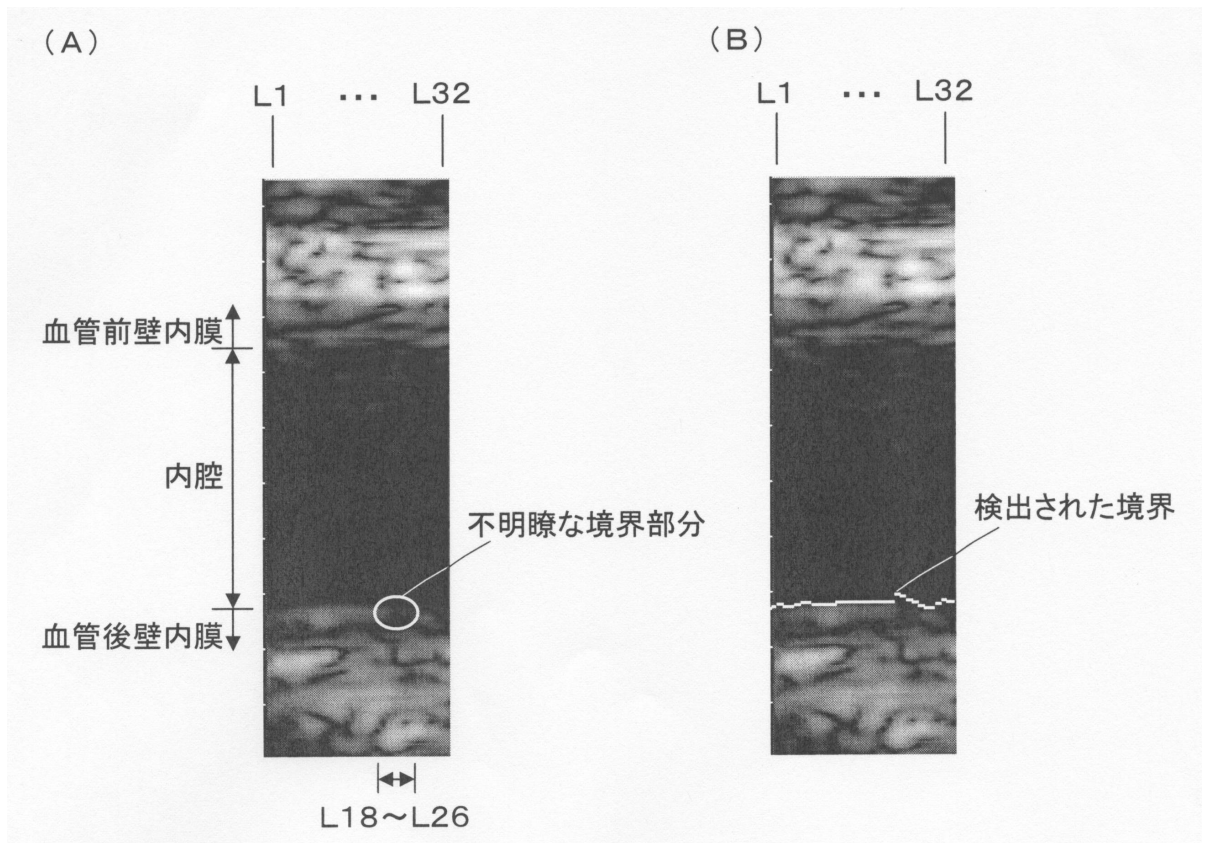 （A）
L1 ・・・ L32
血管前壁内膜
内腔
不明瞭な境界部分
血管後壁内膜
L18～L26
（B）
L1 ・・・ L32
検出された境界